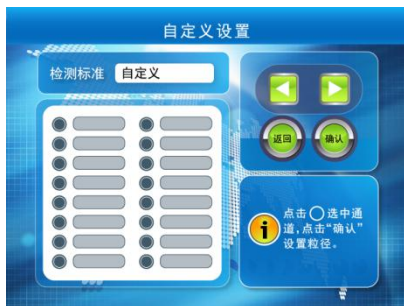 自定义设置
检测标准 自定义
返回 确认
点击○选中通
道,点击“确认”
设置粒径。